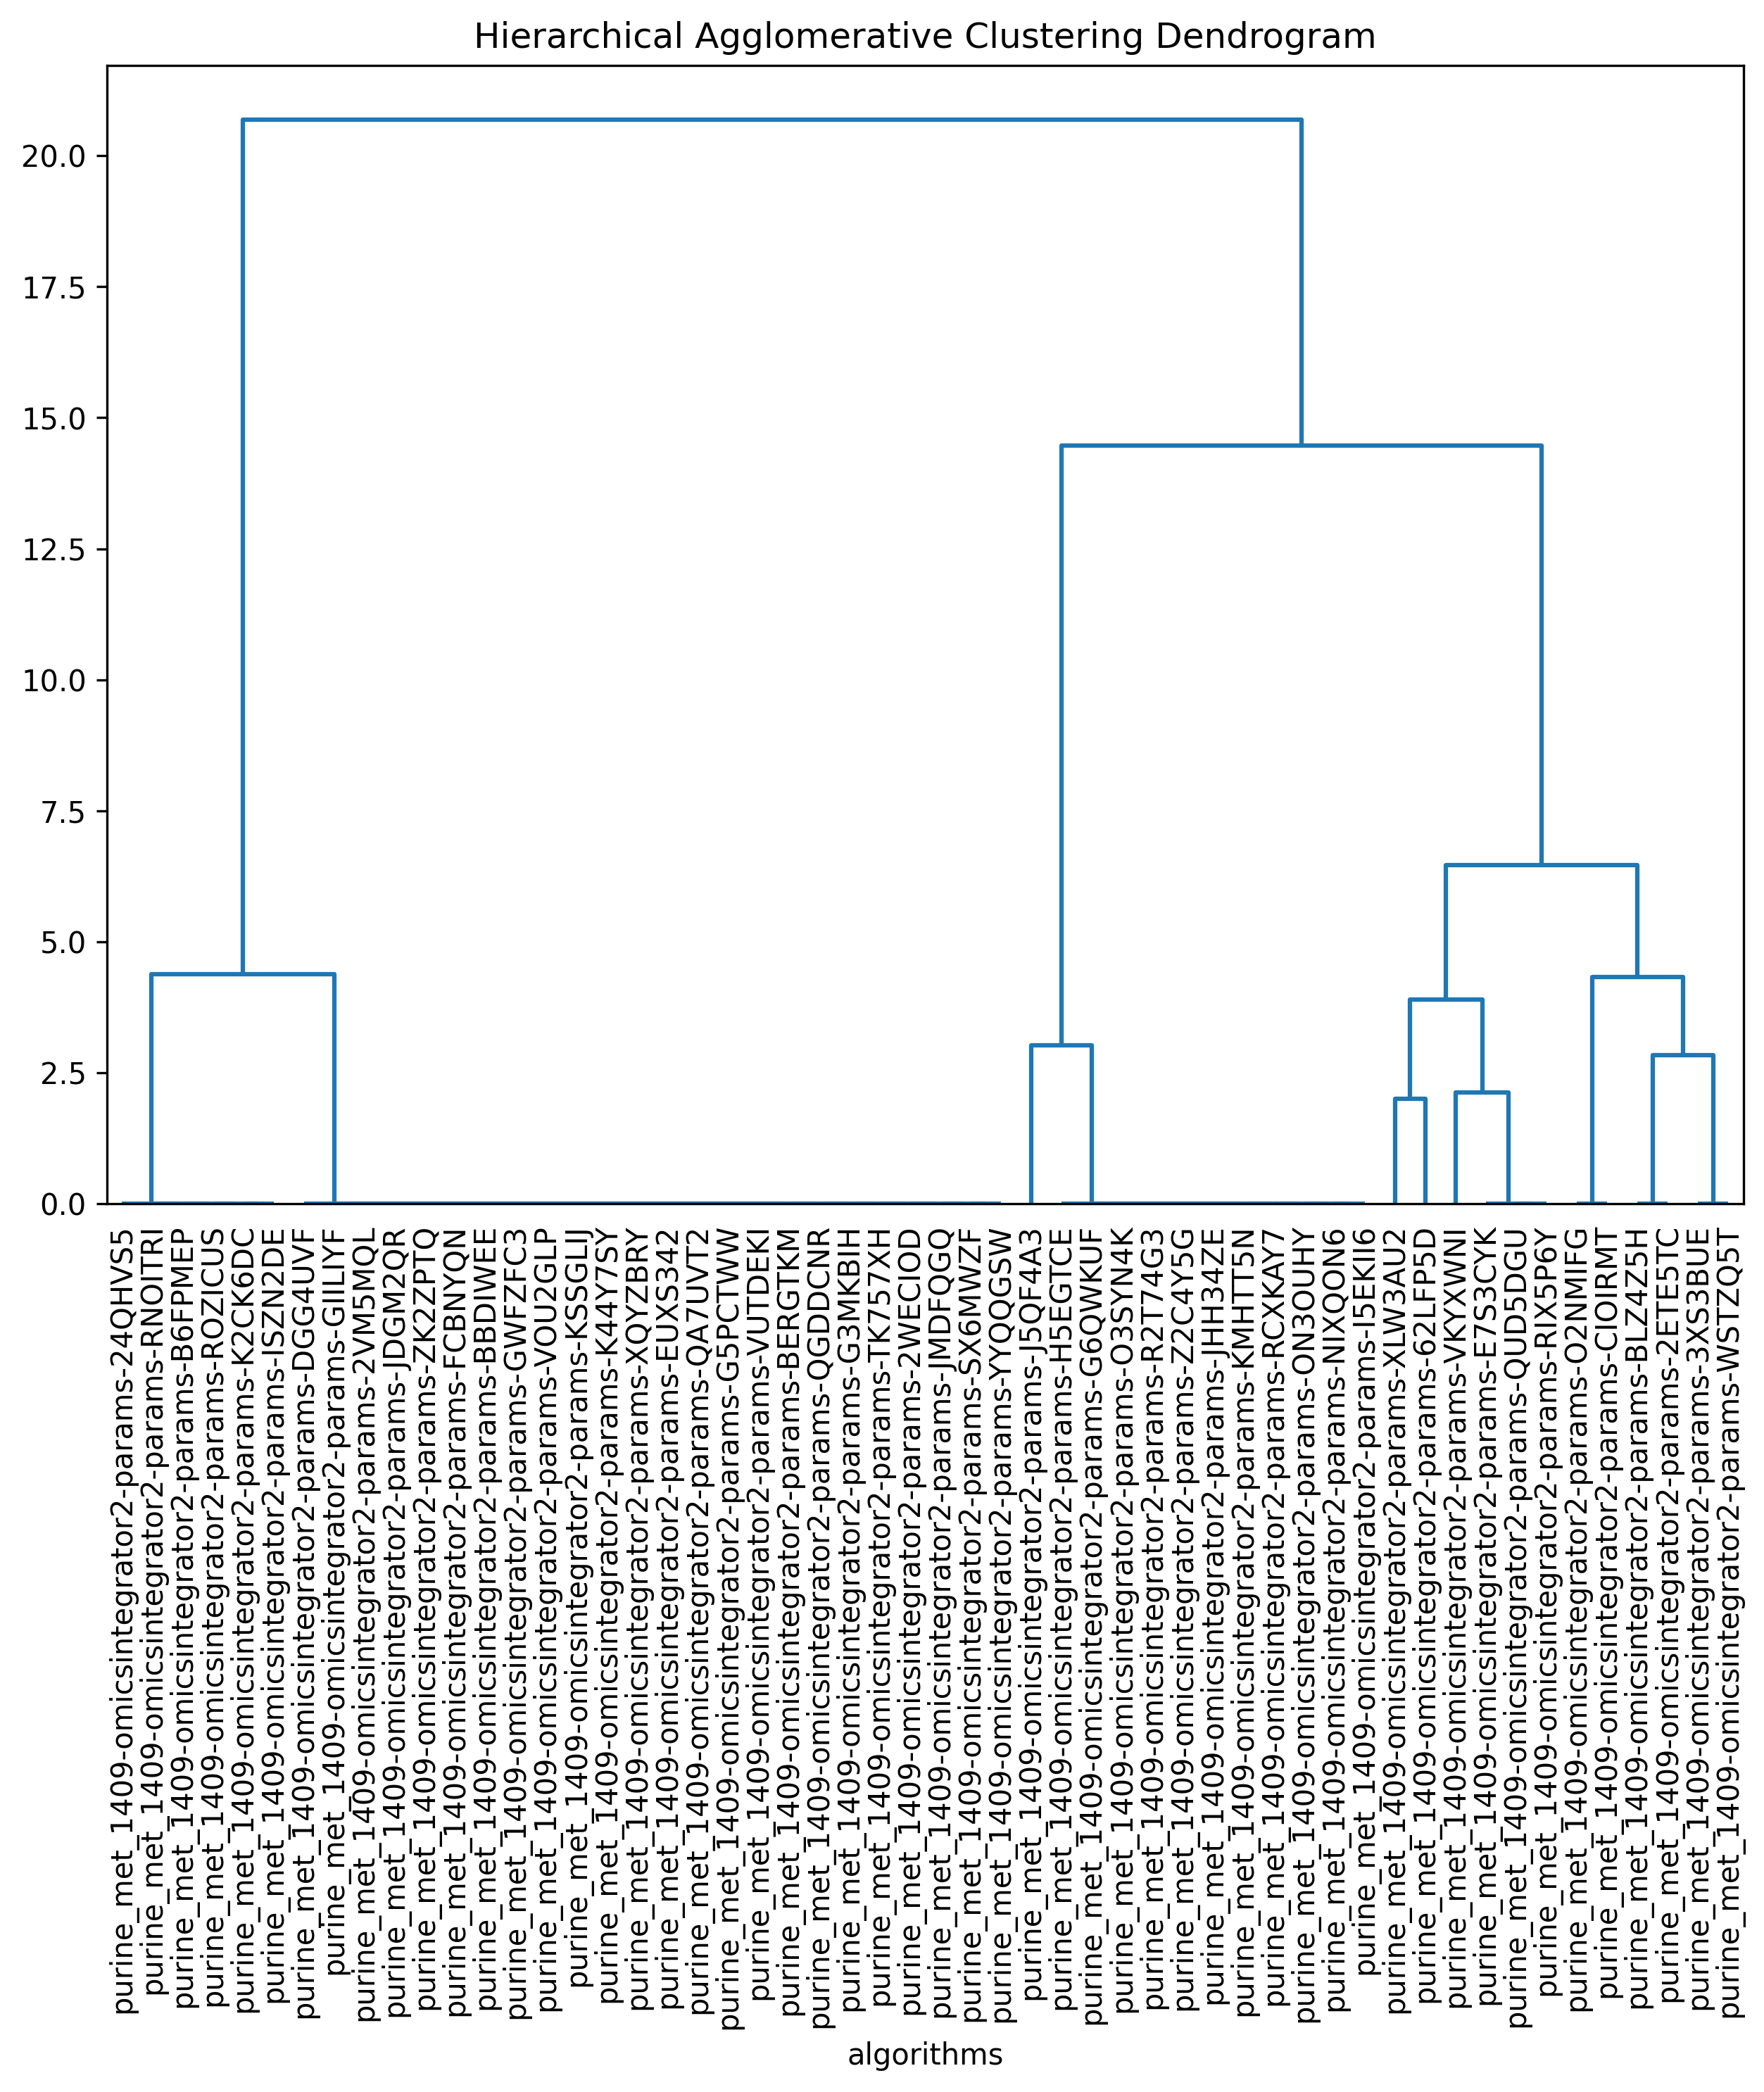 Hierarchical Agglomerative Clustering Dendrogram
20.0
17.5
15.0
12.5
10.0
7.5
5.0
2.5
0.0
purine_met_1409-omicsintegrator2-params-24QHVS5
purine_met_1409-omicsintegrator2-params-RNOITRI
purine_met_1409-omicsintegrator2-params-B6FPMEP
purine_met_1409-omicsintegrator2-params-ROZICUS
purine_met_1409-omicsintegrator2-params-K2CK6DC
purine_met_1409-omicsintegrator2-params-ISZN2DE
purine_met_1409-omicsintegrator2-params-DGG4UVF
purine_met_1409-omicsintegrator2-params-GIILIYF
purine_met_1409-omicsintegrator2-params-2VM5MQL
purine_met_1409-omicsintegrator2-params-JDGM2QR
purine_met_1409-omicsintegrator2-params-ZK2ZPTQ
purine_met_1409-omicsintegrator2-params-FCBNYQN
purine_met_1409-omicsintegrator2-params-BBDIWEE
purine_met_1409-omicsintegrator2-params-GWFZFC3
purine_met_1409-omicsintegrator2-params-VOU2GLP
purine_met_1409-omicsintegrator2-params-KSSGLIJ
purine_met_1409-omicsintegrator2-params-K44Y7SY
purine_met_1409-omicsintegrator2-params-XQYZBRY
purine_met_1409-omicsintegrator2-params-EUXS342
purine_met_1409-omicsintegrator2-params-QA7UVT2
purine_met_1409-omicsintegrator2-params-G5PCTWW
purine_met_1409-omicsintegrator2-params-VUTDEKI
purine_met_1409-omicsintegrator2-params-BERGTKM
purine_met_1409-omicsintegrator2-params-QGDDCNR
purine_met_1409-omicsintegrator2-params-G3MKBIH
purine_met_1409-omicsintegrator2-params-TK757XH
purine_met_1409-omicsintegrator2-params-2WECIOD
purine_met_1409-omicsintegrator2-params-JMDFQGQ
purine_met_1409-omicsintegrator2-params-SX6MWZF
purine_met_1409-omicsintegrator2-params-YYQQGSW
purine_met_1409-omicsintegrator2-params-J5QF4A3
purine_met_1409-omicsintegrator2-params-H5EGTCE
purine_met_1409-omicsintegrator2-params-G6QWKUF
purine_met_1409-omicsintegrator2-params-O3SYN4K
purine_met_1409-omicsintegrator2-params-R2T74G3
purine_met_1409-omicsintegrator2-params-Z2C4Y5G
purine_met_1409-omicsintegrator2-params-JHH34ZE
purine_met_1409-omicsintegrator2-params-KMHTT5N
purine_met_1409-omicsintegrator2-params-RCXKAY7
purine_met_1409-omicsintegrator2-params-ON3OUHY
purine_met_1409-omicsintegrator2-params-NIXQON6
purine_met_1409-omicsintegrator2-params-I5EKII6
purine_met_1409-omicsintegrator2-params-XLW3AU2
purine_met_1409-omicsintegrator2-params-62LFP5D
purine_met_1409-omicsintegrator2-params-VKYXWNI
purine_met_1409-omicsintegrator2-params-E7S3CYK
purine_met_1409-omicsintegrator2-params-QUD5DGU
purine_met_1409-omicsintegrator2-params-RIX5P6Y
purine_met_1409-omicsintegrator2-params-O2NMIFG
purine_met_1409-omicsintegrator2-params-CIOIRMT
purine_met_1409-omicsintegrator2-params-BLZ4Z5H
purine_met_1409-omicsintegrator2-params-2ETE5TC
purine_met_1409-omicsintegrator2-params-3XS3BUE
purine_met_1409-omicsintegrator2-params-WSTZQ5T
algorithms